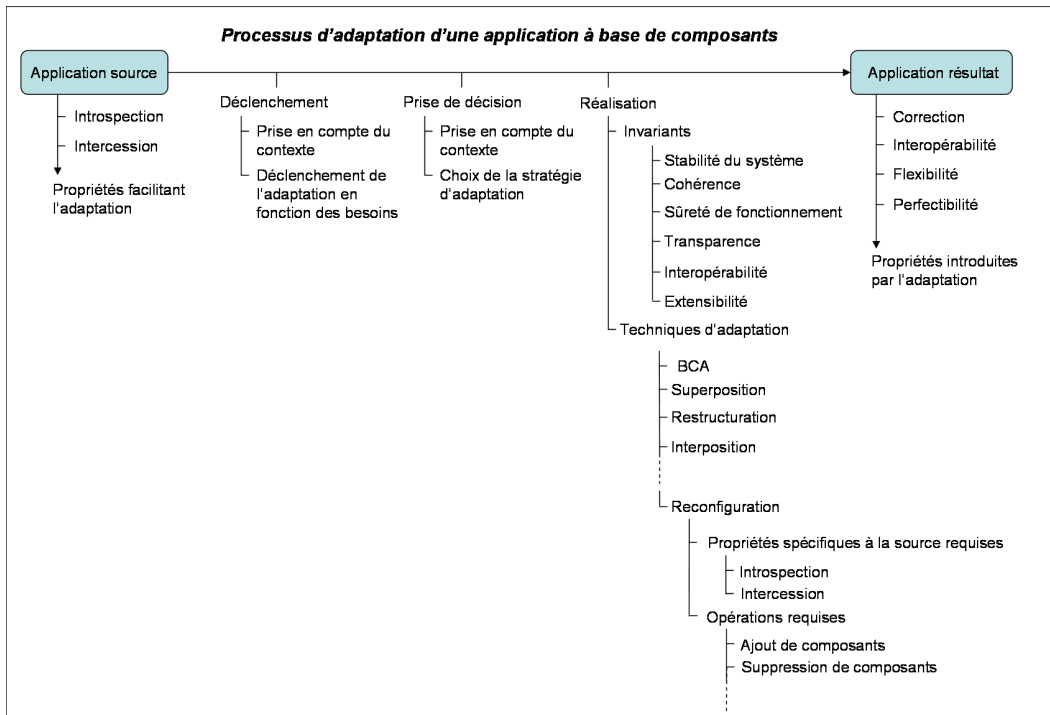 Processus d'adaptation d'une application à base de composants
Application source
Introspection
Intercession
Propriétés facilitant
l'adaptation
Déclenchement
Prise en compte du
contexte
Déclenchement de
l'adaptation en
fonction des besoins
Prise de décision
Prise en compte du
contexte
Choix de la stratégie
d'adaptation
Réalisation
Invariants
Stabilité du système
Cohérence
Sûreté de fonctionnement
Transparence
Interopérabilité
Extensibilité
Techniques d'adaptation
BCA
Superposition
Restructuration
Interposition
Reconfiguration
Propriétés spécifiques à la source requises
Introspection
Intercession
Opérations requises
Ajout de composants
Suppression de composants
Application résultat
Correction
Interopérabilité
Flexibilité
Perfectibilité
Propriétés introduites
par l'adaptation